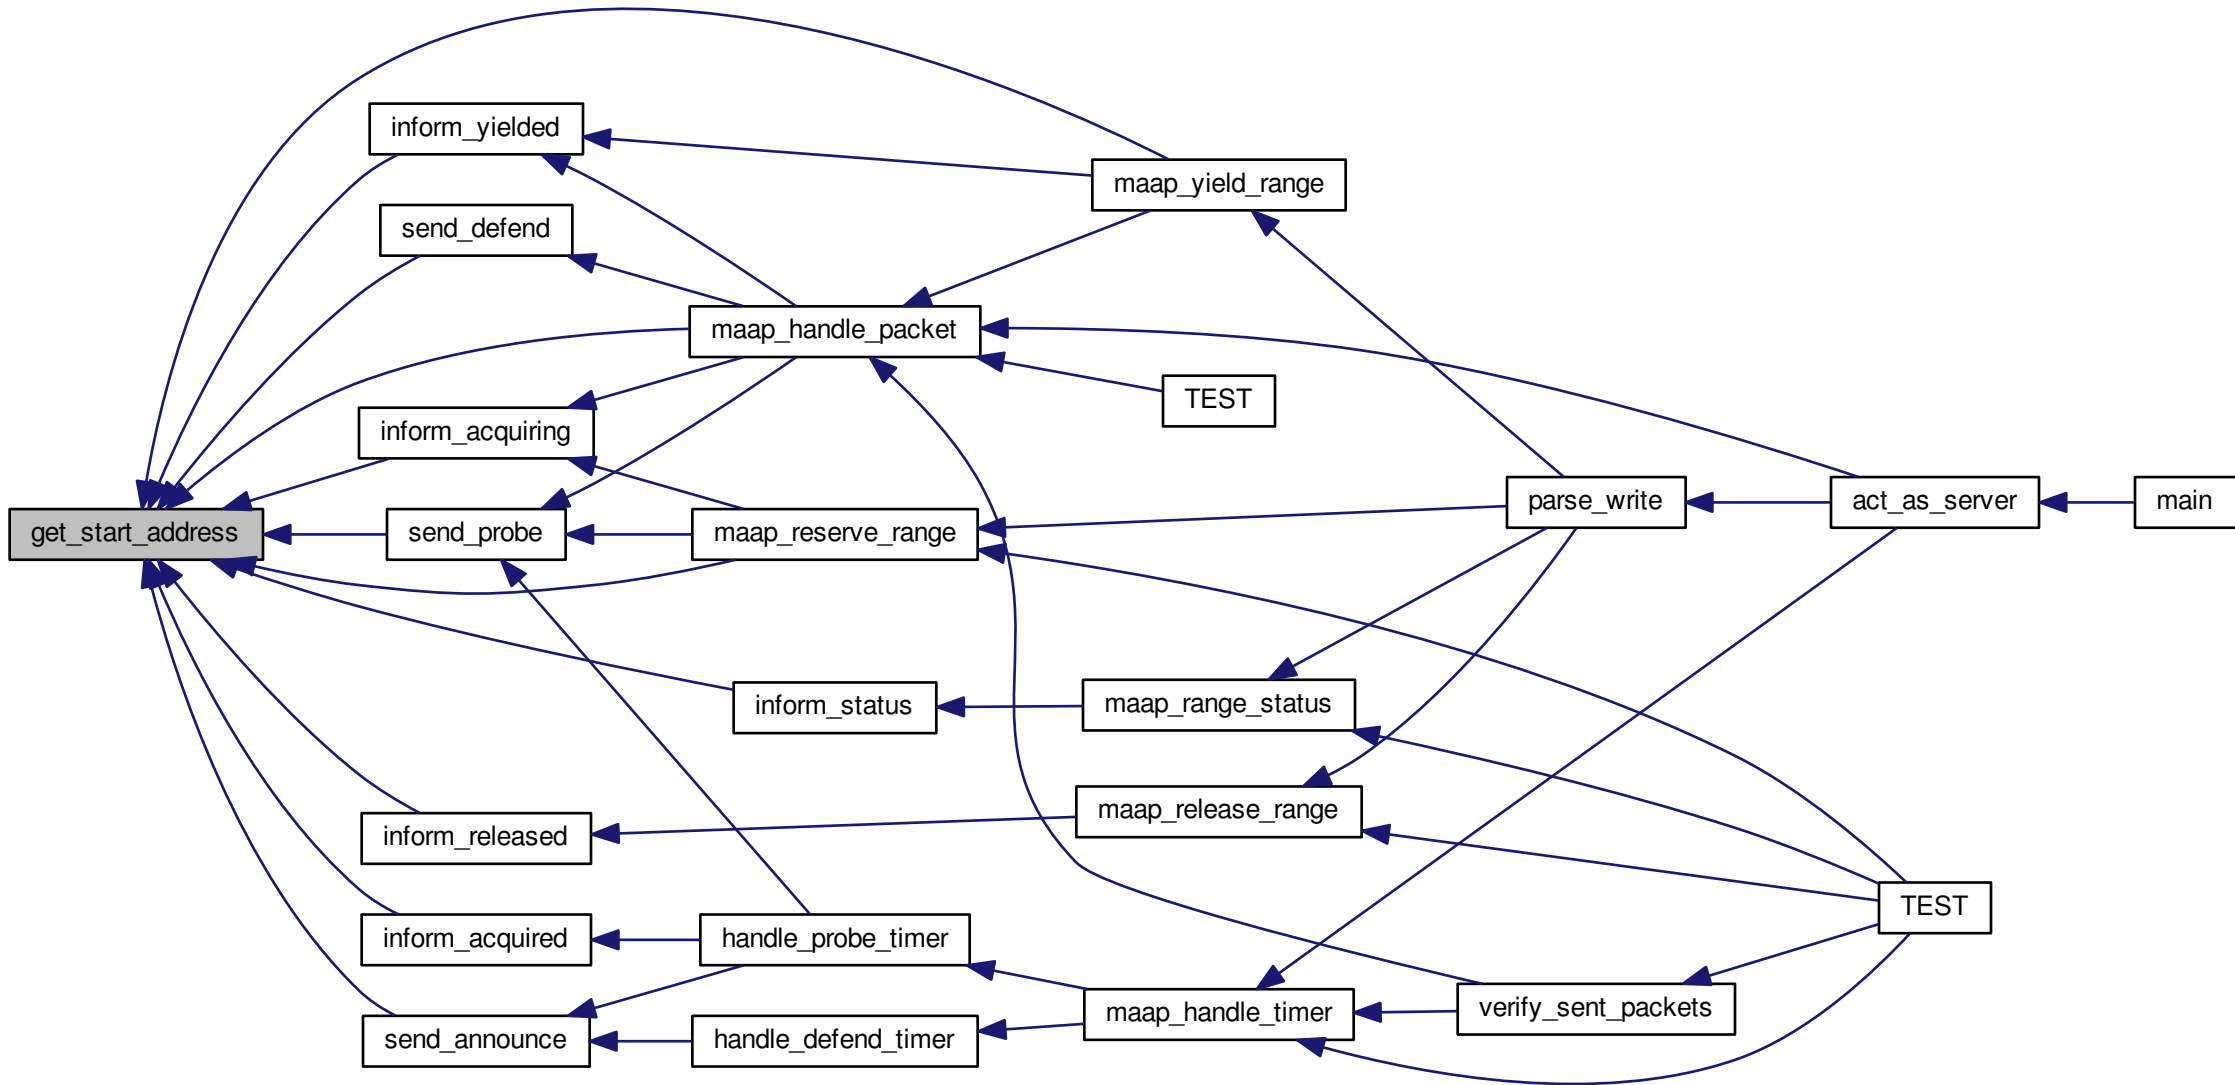 inform_yielded
maap_yield_range
send_defend
maap_handle_packet
TEST
inform_acquiring
parse_write
act_as_server
main
get_start_address
send_probe
maap_reserve_range
inform_status
maap_range_status
maap_release_range
inform_released
TEST
inform_acquired
handle_probe_timer
maap_handle_timer
verify_sent_packets
send_announce
handle_defend_timer